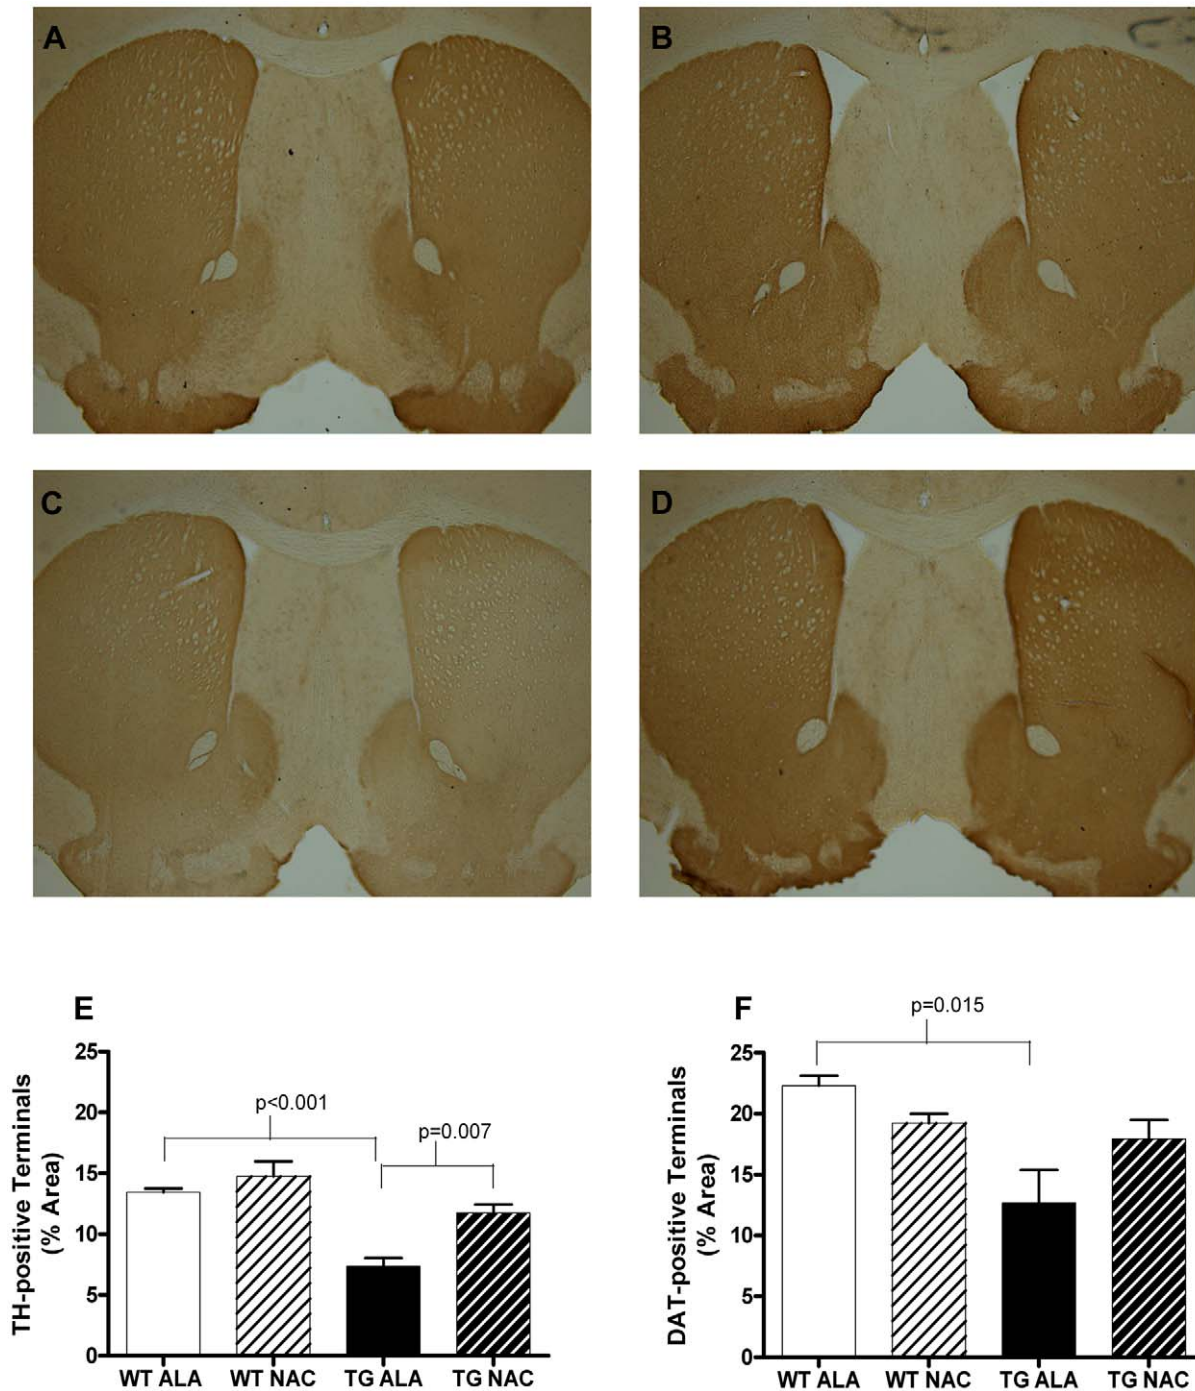 A
B
C
D
E
p<0.001
p=0.007
TH-positive Terminals
(% Area)
25
20
15
10
5
0
WT ALA WT NAC TG ALA TG NAC
F
p=0.015
DAT-positive Terminals
(% Area)
25
20
15
10
5
0
WT ALA WT NAC TG ALA TG NAC